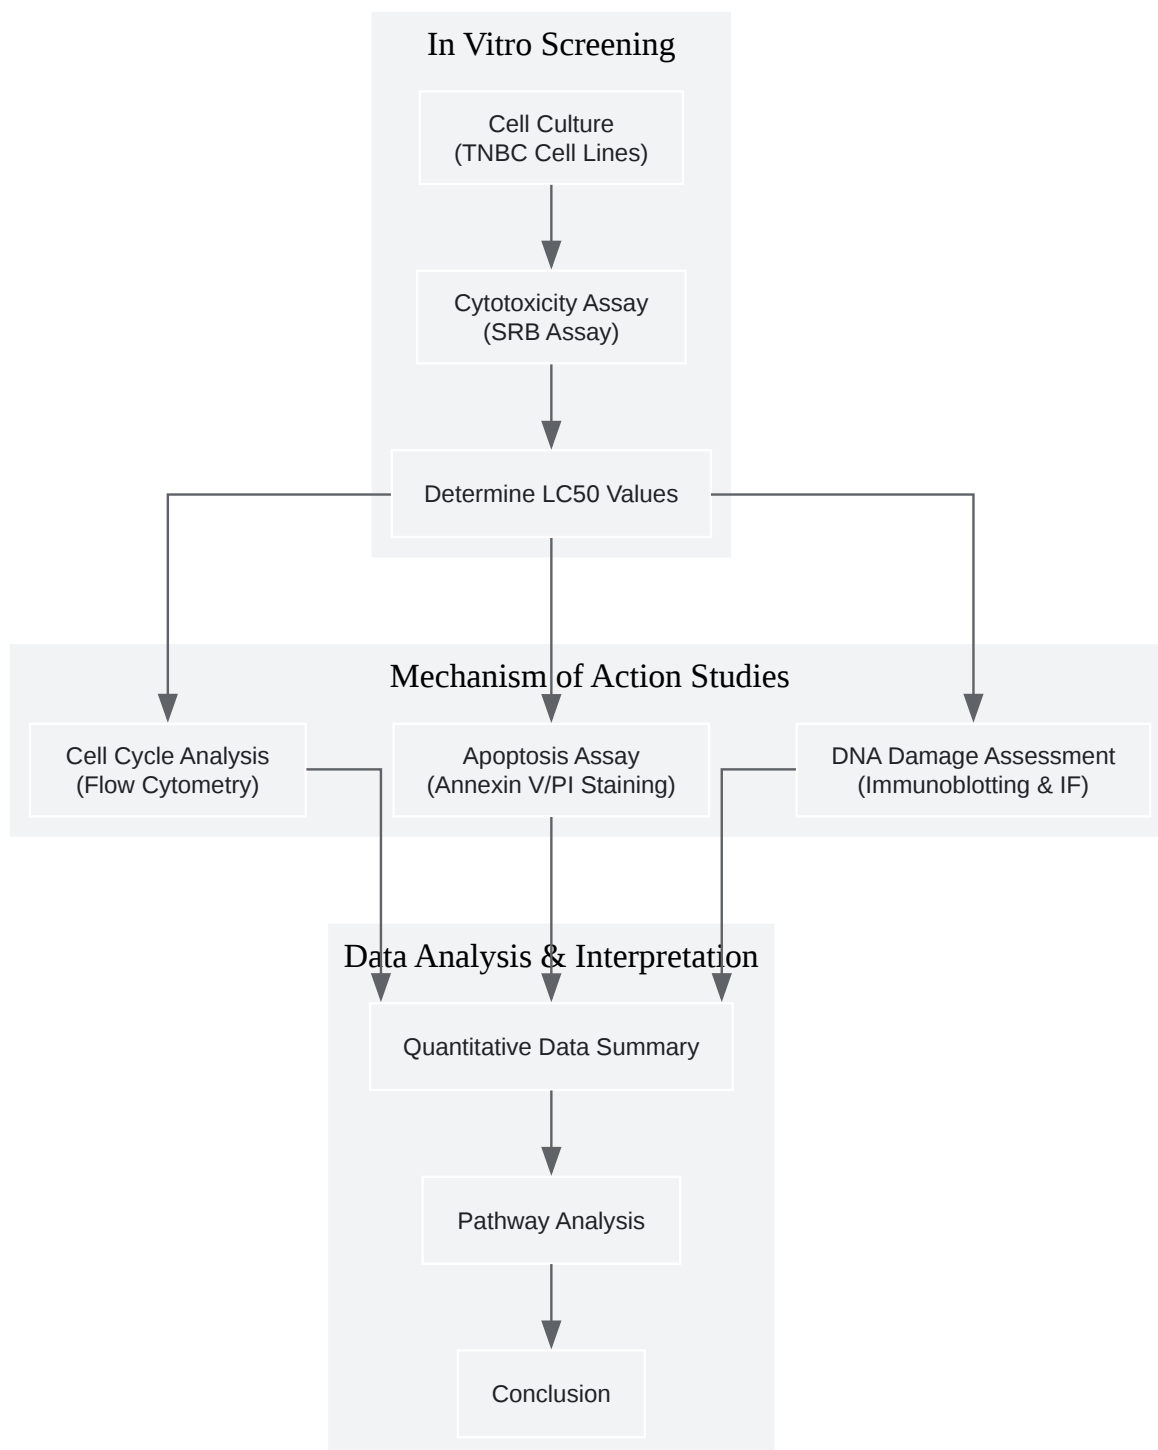 In Vitro Screening
Cell Culture
(TNBC Cell Lines)
Cytotoxicity Assay
(SRB Assay)
Determine LC50 Values
Mechanism of Action Studies
Cell Cycle Analysis
(Flow Cytometry)
Apoptosis Assay
(Annexin V/PI Staining)
DNA Damage Assessment
(Immunoblotting & IF)
Data Analysis & Interpretation
Quantitative Data Summary
Pathway Analysis
Conclusion